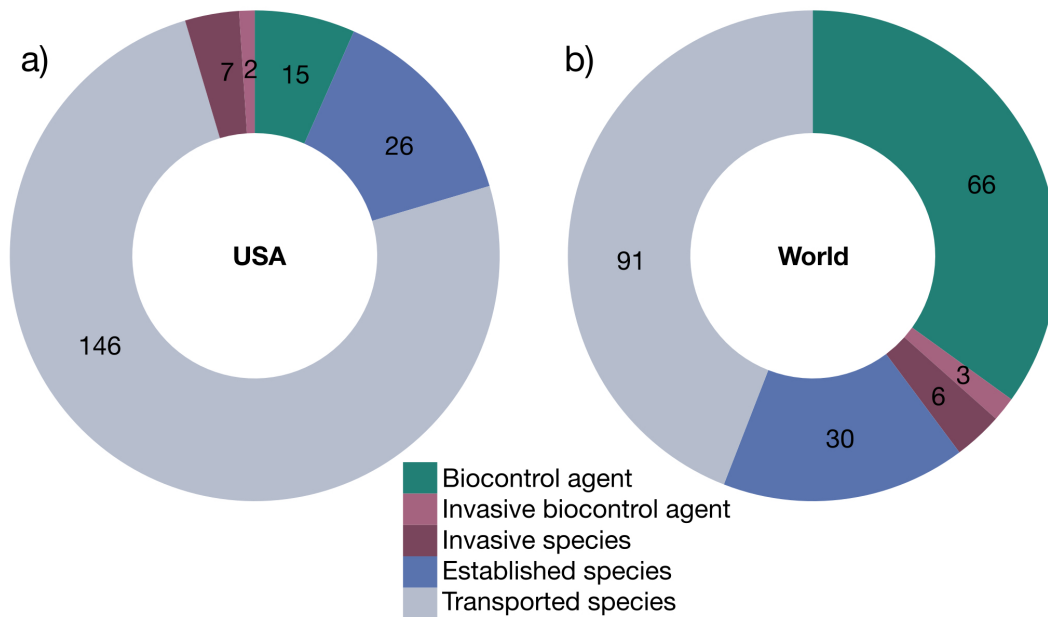 a)
7
2
15
26
USA
146
b)
66
World
91
3
6
30
Biocontrol agent
Invasive biocontrol agent
Invasive species
Established species
Transported species